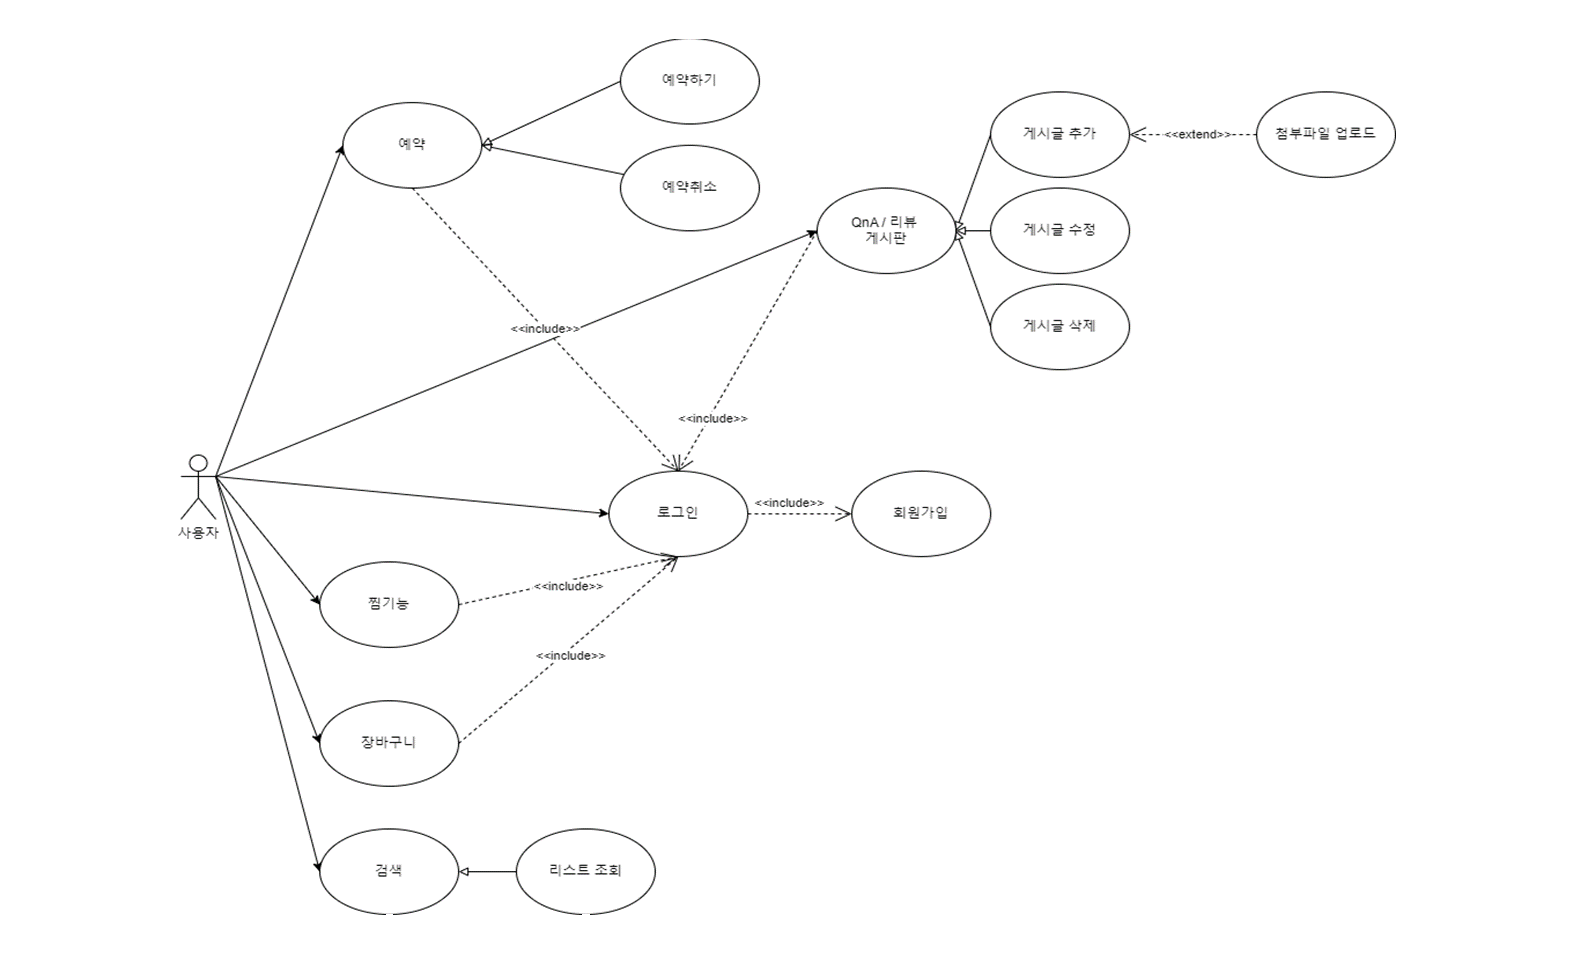 예약하기
예약
예약취소
게시글 추가
<<extend>>
첨부파일 업로드
QnA / 리뷰
게시판
게시글 수정
게시글 삭제
<<include>>
<<include>>
사용자
로그인
<<include>>
회원가입
찜기능
<<include>>
<<include>>
장바구니
검색
리스트 조회